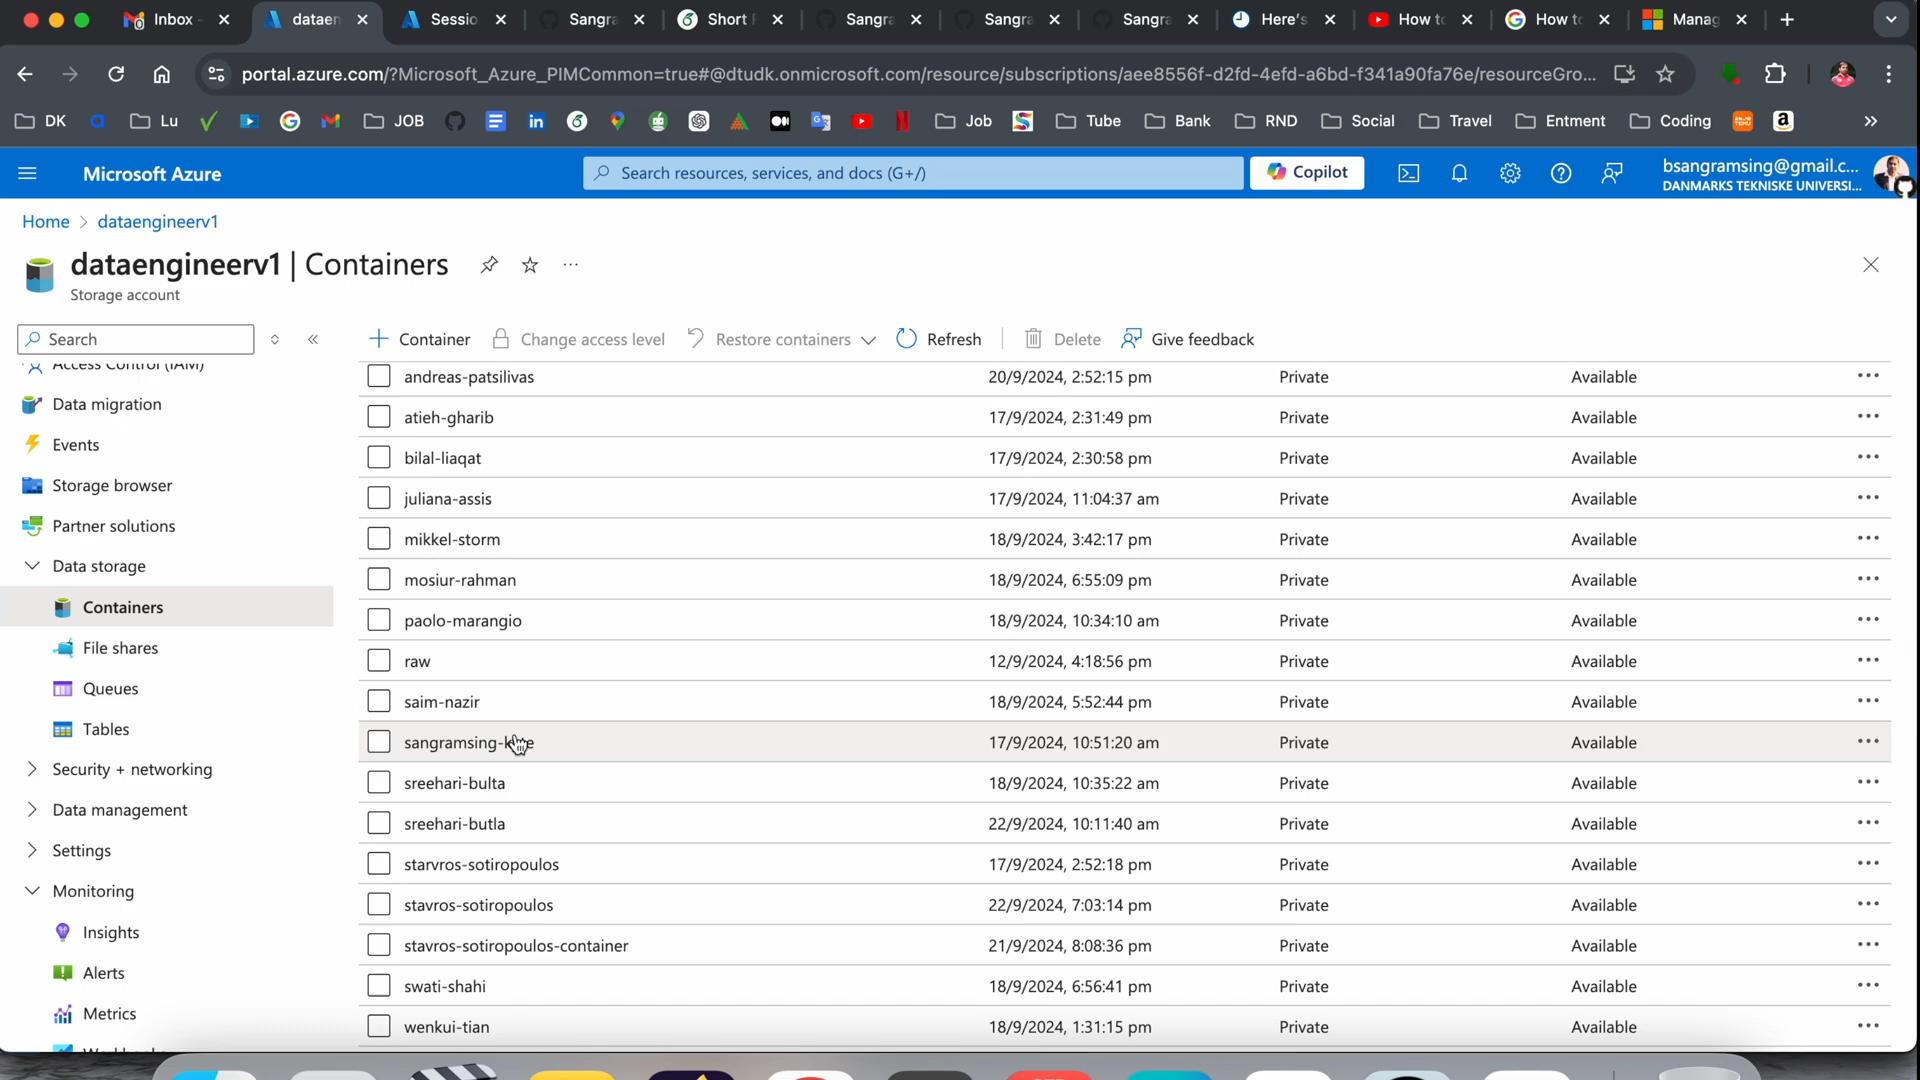 Inbox
dataen
Sessio
Sangra
Short
Sangra
Sangra
Sangra
Here's
How to
How to
Manag
portal.azure.com/?Microsoft_Azure_PIMCommon=true#@dtudk.onmicrosoft.com/resource/subscriptions/aee8556f-d2fd-4efd-a6bd-f341a90fa76e/resourceGro...
DK
Lu
JOB
Job
Tube
Bank
RND
Social
Travel
Entment
Coding
Microsoft Azure
Search resources, services, and docs (G+/)
Copilot
bsangramsing@gmail.c...
DANMARKS TEKNISKE UNIVERSI...
Home > dataengineerv1
dataengineerv1 | Containers
Storage account
Search
Container
Change access level
Restore containers
Refresh
Delete
Give feedback
Access Control (IAM)
Data migration
Events
Storage browser
Partner solutions
Data storage
Containers
File shares
Queues
Tables
Security + networking
Data management
Settings
Monitoring
Insights
Alerts
Metrics
andreas-patsilivas 20/9/2024, 2:52:15 pm Private Available
atieh-gharib 17/9/2024, 2:31:49 pm Private Available
bilal-liaqat 17/9/2024, 2:30:58 pm Private Available
juliana-assis 17/9/2024, 11:04:37 am Private Available
mikkel-storm 18/9/2024, 3:42:17 pm Private Available
mosiur-rahman 18/9/2024, 6:55:09 pm Private Available
paolo-marangio 18/9/2024, 10:34:10 am Private Available
raw 12/9/2024, 4:18:56 pm Private Available
saim-nazir 18/9/2024, 5:52:44 pm Private Available
sangramsing- 17/9/2024, 10:51:20 am Private Available
sreehari-bulta 18/9/2024, 10:35:22 am Private Available
sreehari-butla 22/9/2024, 10:11:40 am Private Available
starvros-sotiropoulos 17/9/2024, 2:52:18 pm Private Available
stavros-sotiropoulos 22/9/2024, 7:03:14 pm Private Available
stavros-sotiropoulos-container 21/9/2024, 8:08:36 pm Private Available
swati-shahi 18/9/2024, 6:56:41 pm Private Available
wenkui-tian 18/9/2024, 1:31:15 pm Private Available